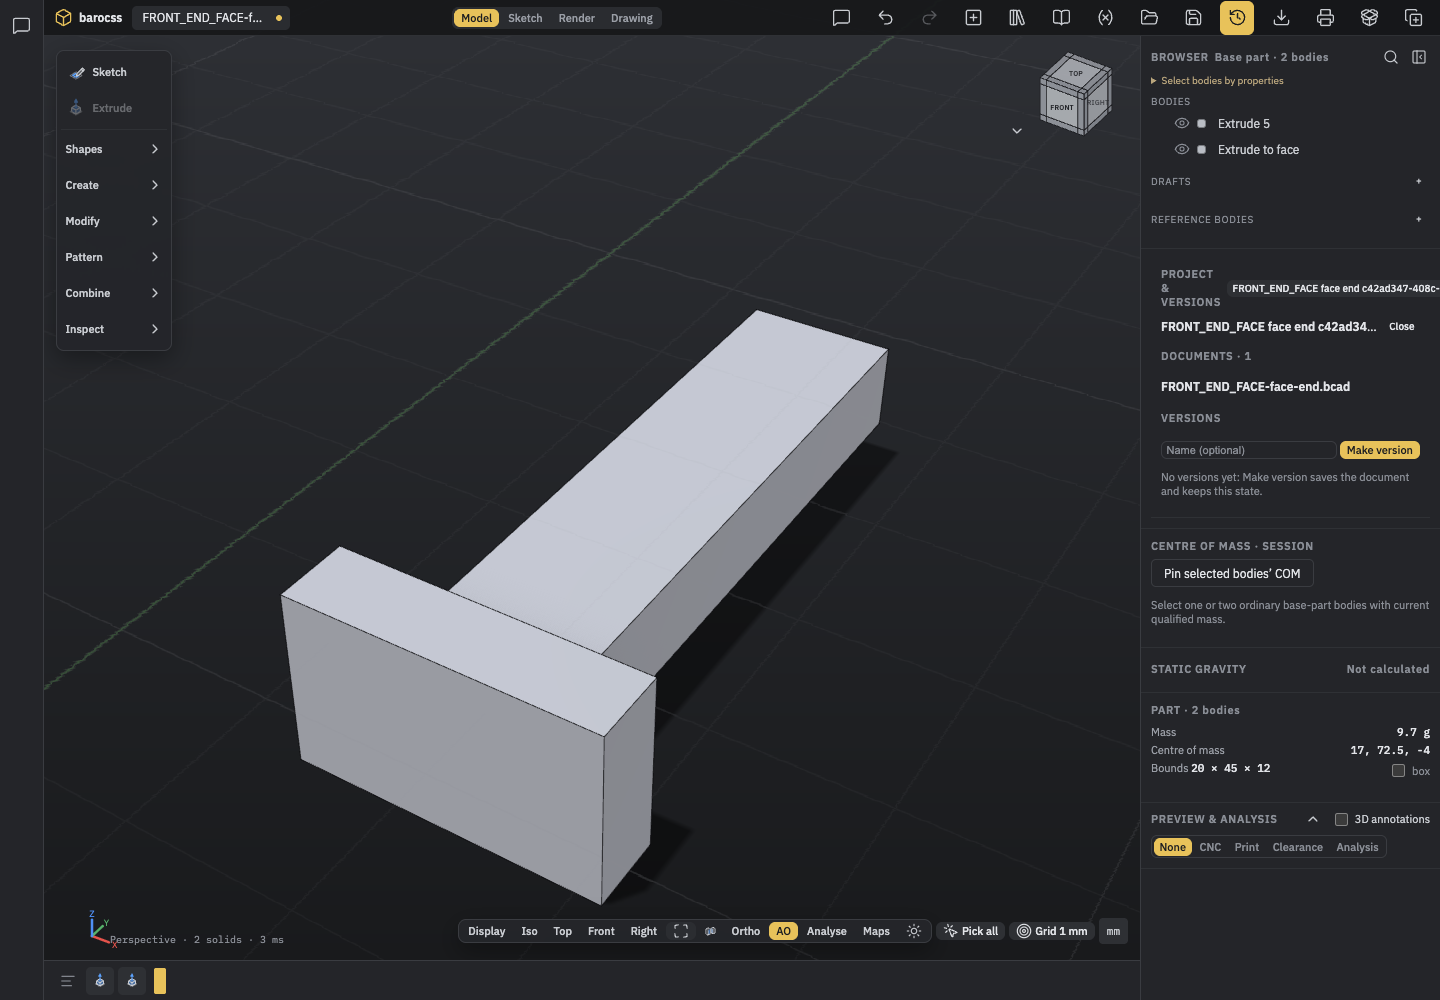 barocss
FRONT_END_FACE-f...
Model
Sketch
Render
Drawing
Sketch
Extrude
Shapes
Create
Modify
Pattern
Combine
Inspect
TOP
FRONT
RIGHT
BROWSER Base part · 2 bodies
Select bodies by properties
BODIES
Extrude 5
Extrude to face
DRAFTS
REFERENCE BODIES
PROJECT & VERSIONS
FRONT_END_FACE face end c42ad347-408c-
FRONT_END_FACE face end c42ad34... Close
DOCUMENTS · 1
FRONT_END_FACE-face-end.bcad
VERSIONS
Name (optional) Make version
No versions yet: Make version saves the document
and keeps this state.
CENTRE OF MASS · SESSION
Pin selected bodies' COM
Select one or two ordinary base-part bodies with current
qualified mass.
STATIC GRAVITY Not calculated
PART · 2 bodies
Mass 9.7 g
Centre of mass 17, 72.5, -4
Bounds 20 × 45 × 12 box
PREVIEW & ANALYSIS 3D annotations
None CNC Print Clearance Analysis
Z
Y
X
Perspective · 2 solids · 3 ms
Display Iso Top Front Right Ortho AO Analyse Maps Pick all Grid 1 mm mm